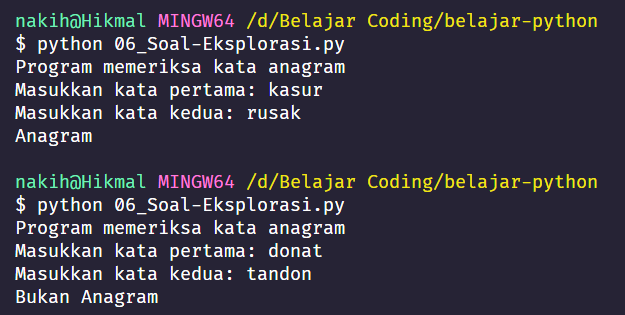 nakih@Hikmal MINGW64 /d/Belajar Coding/belajar-python
$ python 06_Soal-Eksplorasi.py
Program memeriksa kata anagram
Masukkan kata pertama: kasur
Masukkan kata kedua: rusak
Anagram
nakih@Hikmal MINGW64 /d/Belajar Coding/belajar-python
$ python 06_Soal-Eksplorasi.py
Program memeriksa kata anagram
Masukkan kata pertama: donat
Masukkan kata kedua: tandon
Bukan Anagram